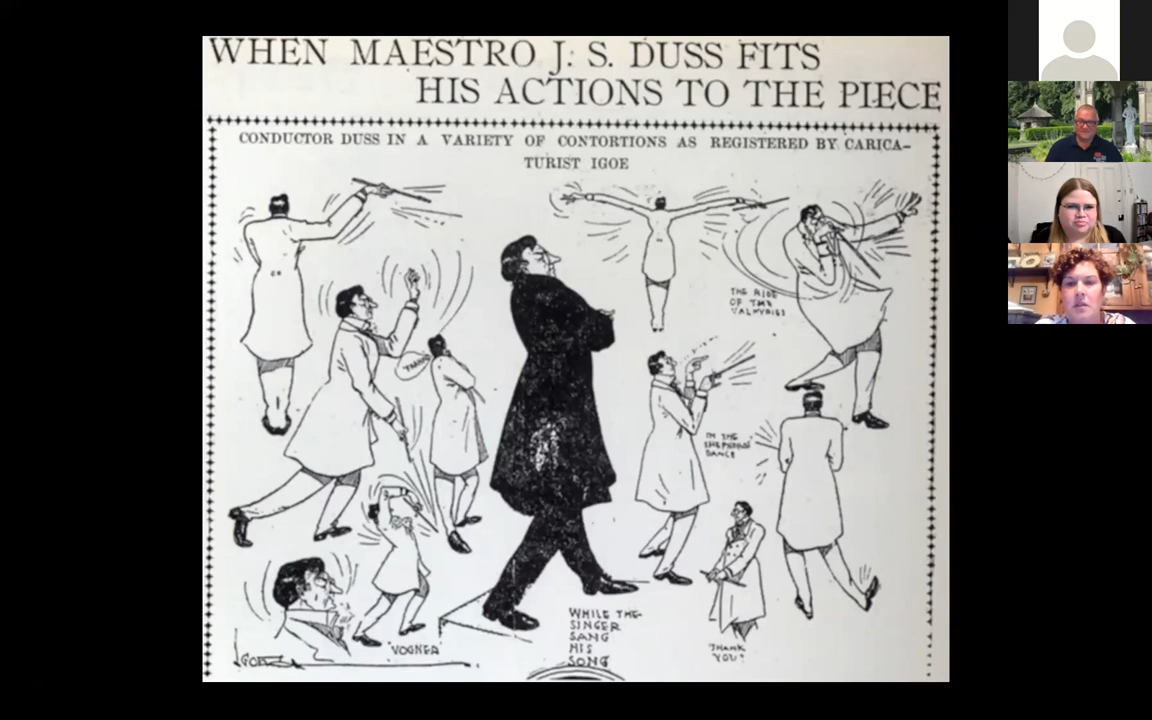 WHEN MAESTRO J. S. DUSS FITS
HIS ACTIONS TO THE PIECE
CONDUCTOR DUSS IN A VARIETY OF CONTORTIONS AS REGISTERED BY CARICA-
TURIST IGOE
THE RIDE
OF THE
VALKYRIES
IN THE
SHEPHERDS'
DANCE
WHILE THE
SINGER
SANG
HIS
SONG
THANK
YOU"